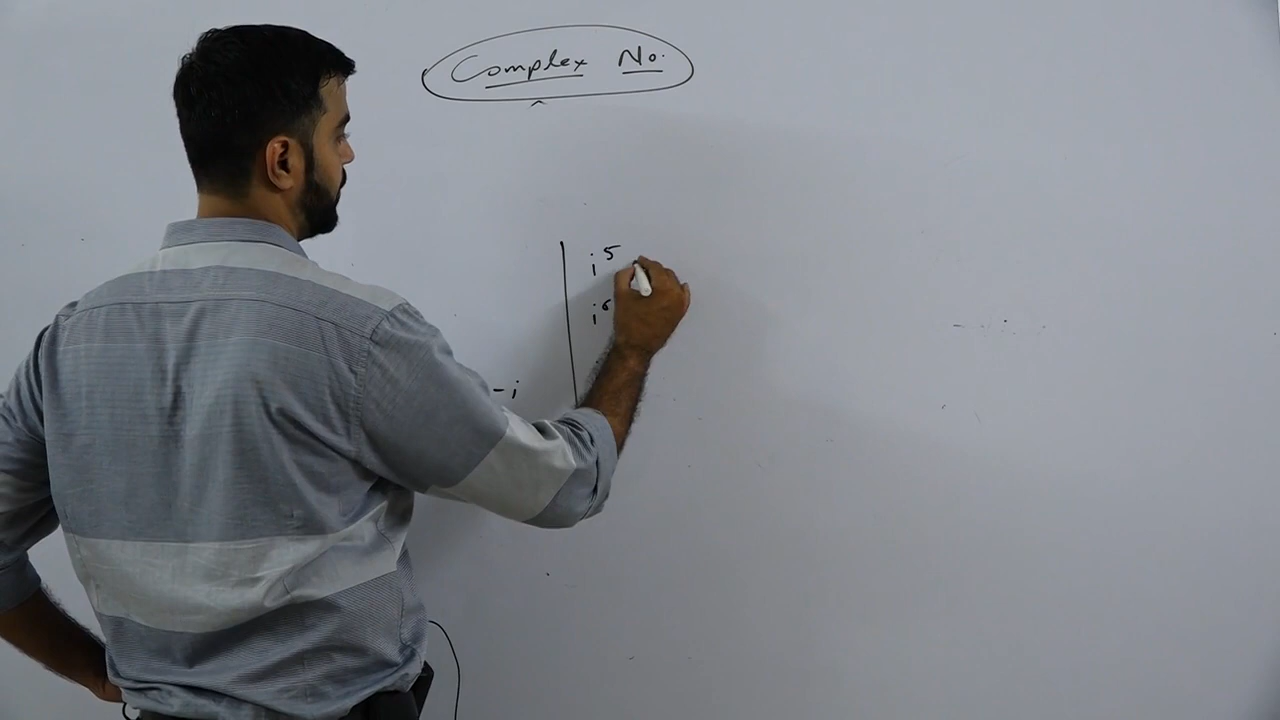 Complex No.
i⁵
i⁶
-i